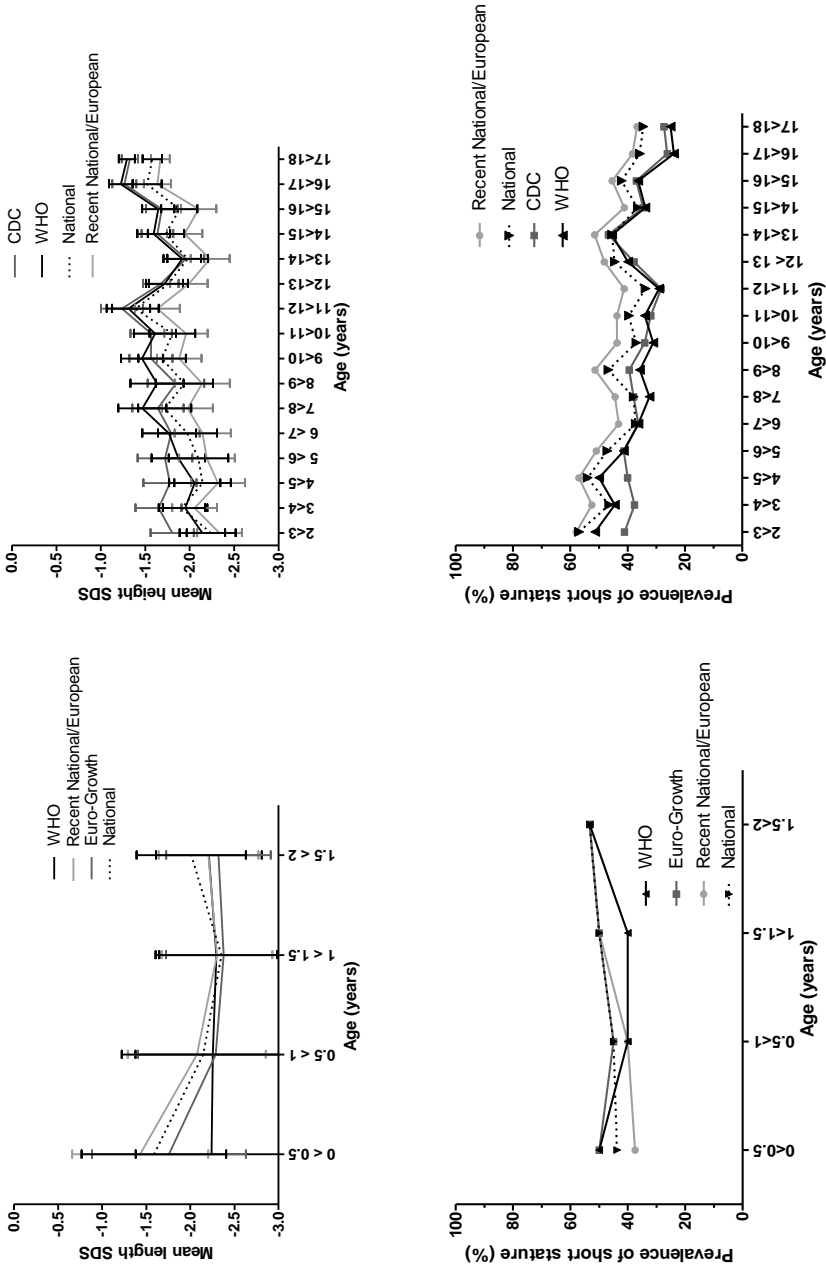 0.0
-0.5
-1.0
-1.5
-2.0
-2.5
-3.0
Mean length SDS
0 < 0.5
0.5 < 1
1 < 1.5
1.5 < 2
Age (years)
WHO
Recent National/European
Euro-Growth
National
0.0
-0.5
-1.0
-1.5
-2.0
-2.5
-3.0
Mean height SDS
2<3
3<4
4<5
5<6
6<7
7<8
8<9
9<10
10<11
11<12
12<13
13<14
14<15
15<16
16<17
17<18
Age (years)
CDC
WHO
National
Recent National/European
100
80
60
40
20
0
Prevalence of short stature (%)
0<0.5
0.5<1
1<1.5
1.5<2
Age (years)
WHO
Euro-Growth
Recent National/European
National
100
80
60
40
20
0
Prevalence of short stature (%)
2<3
3<4
4<5
5<6
6<7
7<8
8<9
9<10
10<11
11<12
12<13
13<14
14<15
15<16
16<17
17<18
Age (years)
Recent National/European
National
CDC
WHO